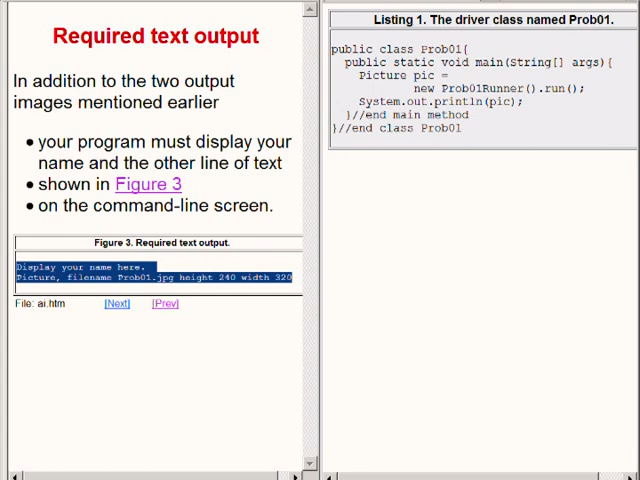 Required text output
In addition to the two output
images mentioned earlier
● your program must display your
name and the other line of text
● shown in Figure 3
● on the command-line screen.
Figure 3. Required text output.
Display your name here.
Picture, filename Prob01.jpg height 240 width 320
File: ai.htm [Next] [Prev]
Listing 1. The driver class named Prob01.
public class Prob01{
  public static void main(String[] args){
    Picture pic =
            new Prob01Runner().run();
    System.out.println(pic);
  }//end main method
}//end class Prob01